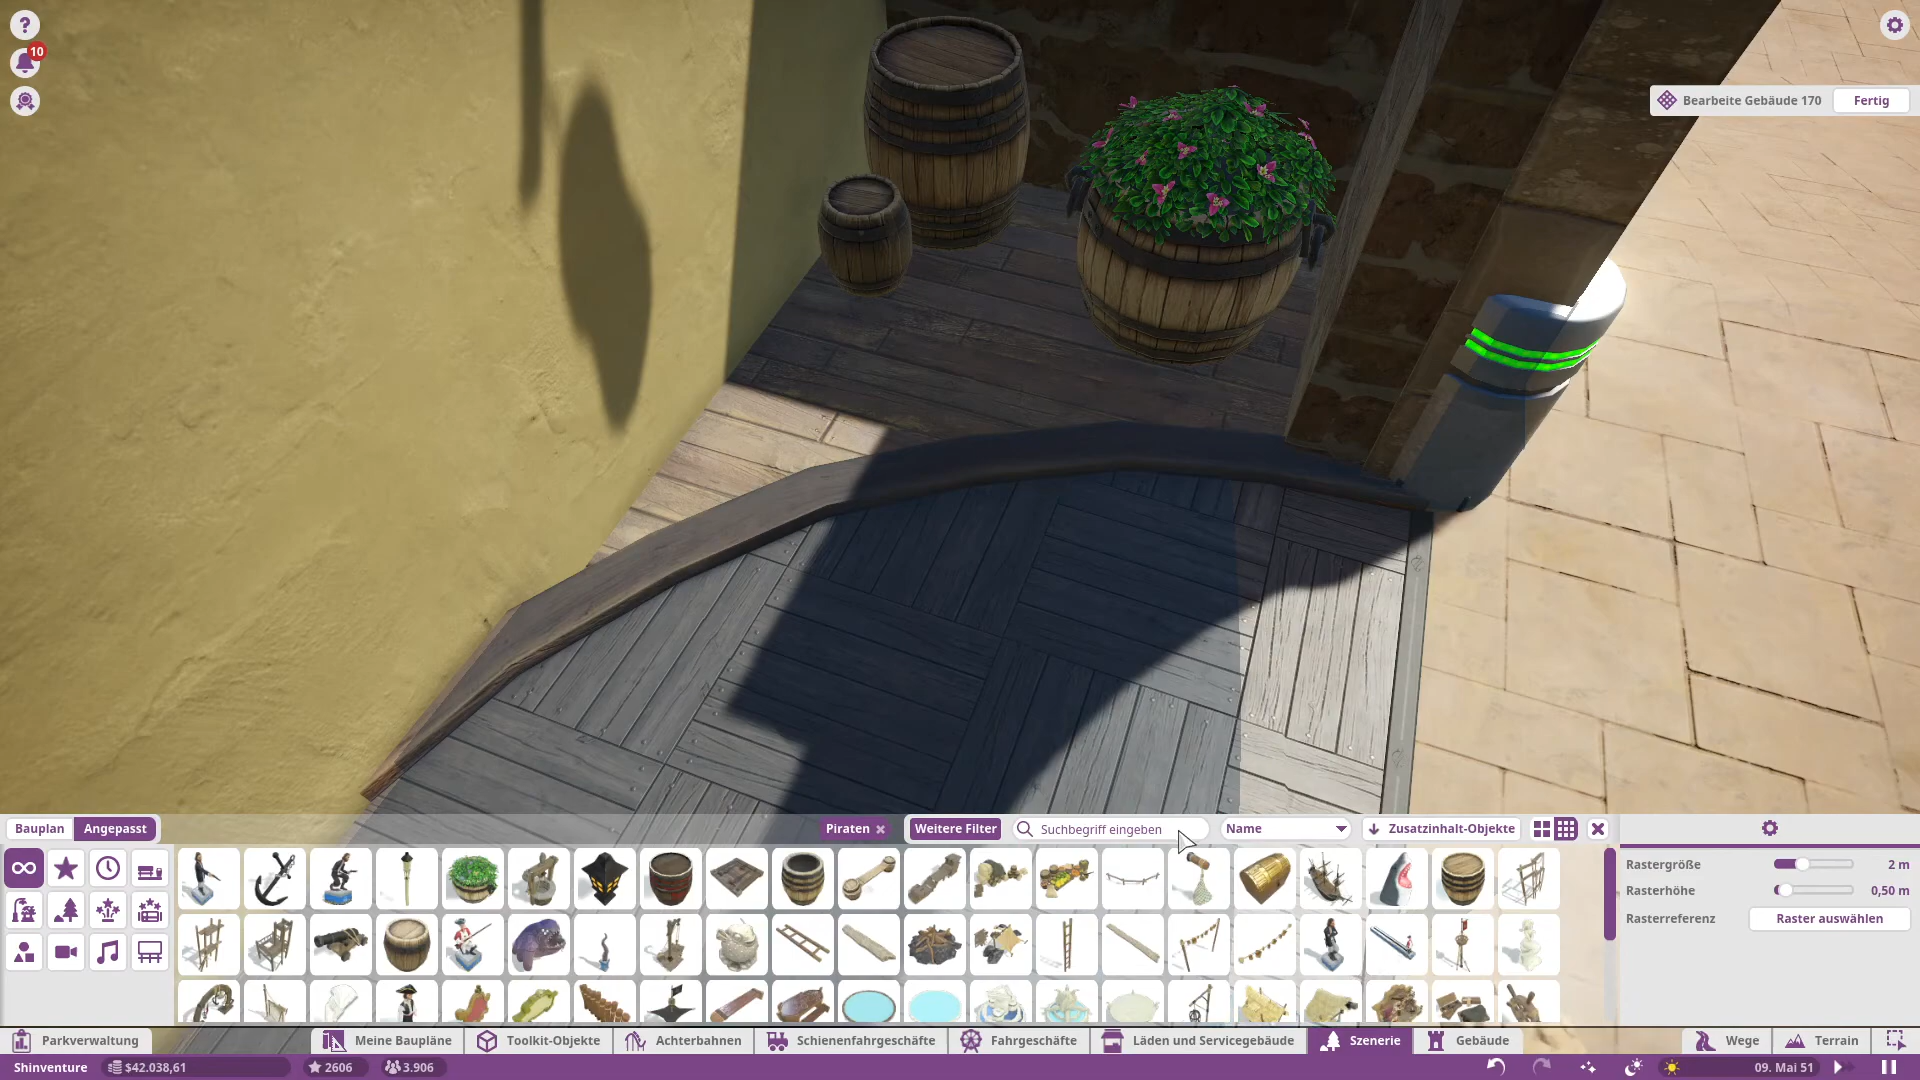 ?
10
Bearbeite Gebäude 170
Fertig
Bauplan
Angepasst
Piraten
Weitere Filter
Suchbegriff eingeben
Name
Zusatzinhalt-Objekte
Rastergröße
2 m
Rasterhöhe
0,50 m
Rasterreferenz
Raster auswählen
Parkverwaltung
Meine Baupläne
Toolkit-Objekte
Achterbahnen
Schienenfahrgeschäfte
Fahrgeschäfte
Läden und Servicegebäude
Szenerie
Gebäude
Wege
Terrain
Shinventure
$42.038,61
2606
3.906
09. Mai 51